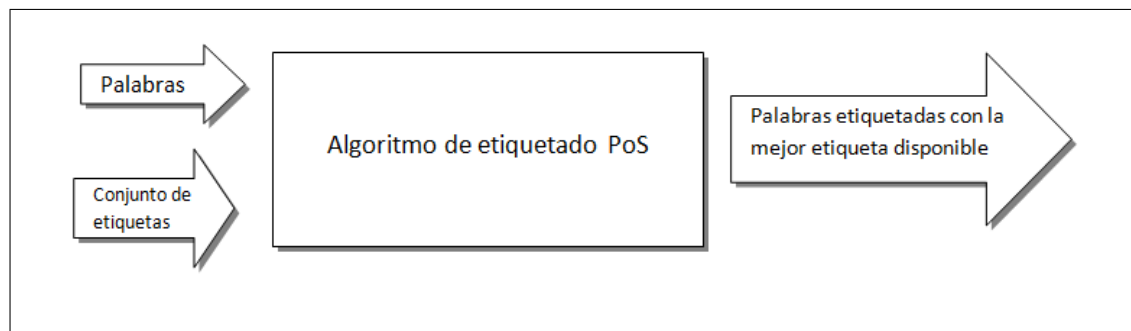 Palabras
Conjunto de
etiquetas
Algoritmo de etiquetado PoS
Palabras etiquetadas con la
mejor etiqueta disponible